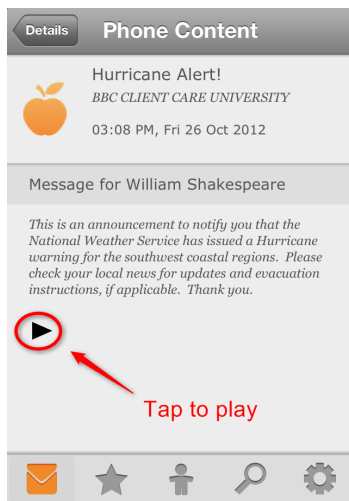 Details
Phone Content
Hurricane Alert!
BBC CLIENT CARE UNIVERSITY
03:08 PM, Fri 26 Oct 2012
Message for William Shakespeare
This is an announcement to notify you that the
National Weather Service has issued a Hurricane
warning for the southwest coastal regions.  Please
check your local news for updates and evacuation
instructions, if applicable.  Thank you.
Tap to play